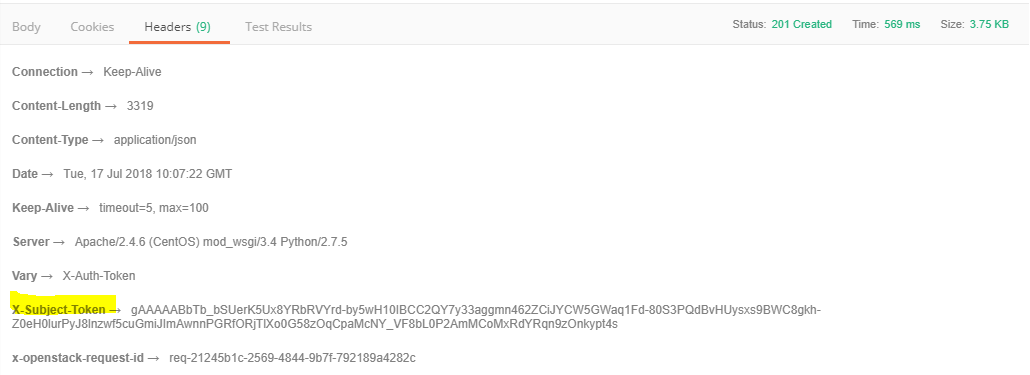 Body Cookies Headers (9) Test Results Status: 201 Created Time: 569 ms Size: 3.75 KB
Connection → Keep-Alive
Content-Length → 3319
Content-Type → application/json
Date → Tue, 17 Jul 2018 10:07:22 GMT
Keep-Alive → timeout=5, max=100
Server → Apache/2.4.6 (CentOS) mod_wsgi/3.4 Python/2.7.5
Vary → X-Auth-Token
X-Subject-Token → gAAAAABbTb_bSUerK5Ux8YRbRVYrd-by5wH10IBCC2QY7y33aggmn462ZCiJYCW5GWaq1Fd-80S3PQdBvHUysxs9BWC8gkh-
Z0eH0lurPyJ8lnzwf5cuGmiJlmAwnnPGRfORjTlXo0G58zOqCpaMcNY_VF8bL0P2AmMCoMxRdYRqn9zOnkypt4s
x-openstack-request-id → req-21245b1c-2569-4844-9b7f-792189a4282c